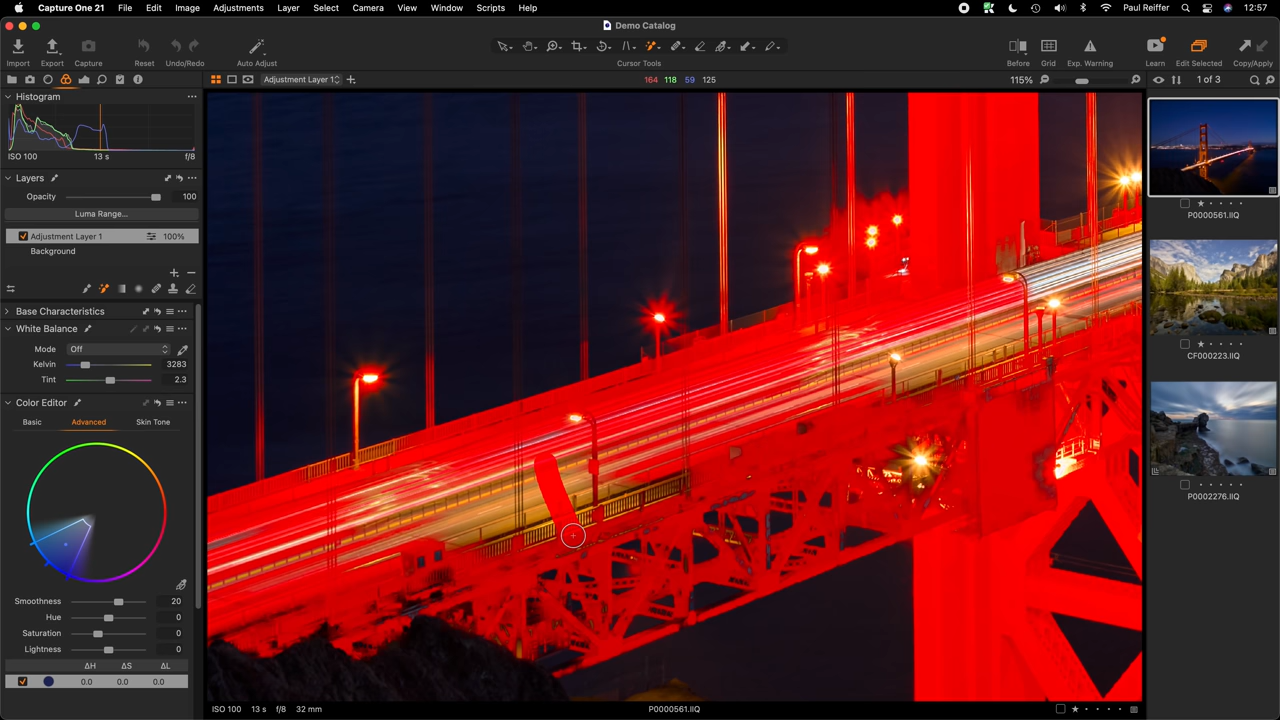 Capture One 21 File Edit Image Adjustments Layer Select Camera View Window Scripts Help Paul Reiffer 12:57
Demo Catalog
Import Export Capture Reset Undo/Redo Auto Adjust Cursor Tools Before Grid Exp. Warning Learn Edit Selected Copy/Apply
Adjustment Layer 1 164 118 59 125 115% 1 of 3
Histogram
ISO 100 13 s f/8
Layers
Opacity 100
Luma Range...
Adjustment Layer 1 100%
Background
Base Characteristics
White Balance
Mode Off
Kelvin 3283
Tint 2.3
Color Editor
Basic Advanced Skin Tone
Smoothness 20
Hue 0
Saturation 0
Lightness 0
ΔH ΔS ΔL
0.0 0.0 0.0
ISO 100 13 s f/8 32 mm P0000561.IIQ
P0000561.IIQ
CF000223.IIQ
P0002276.IIQ